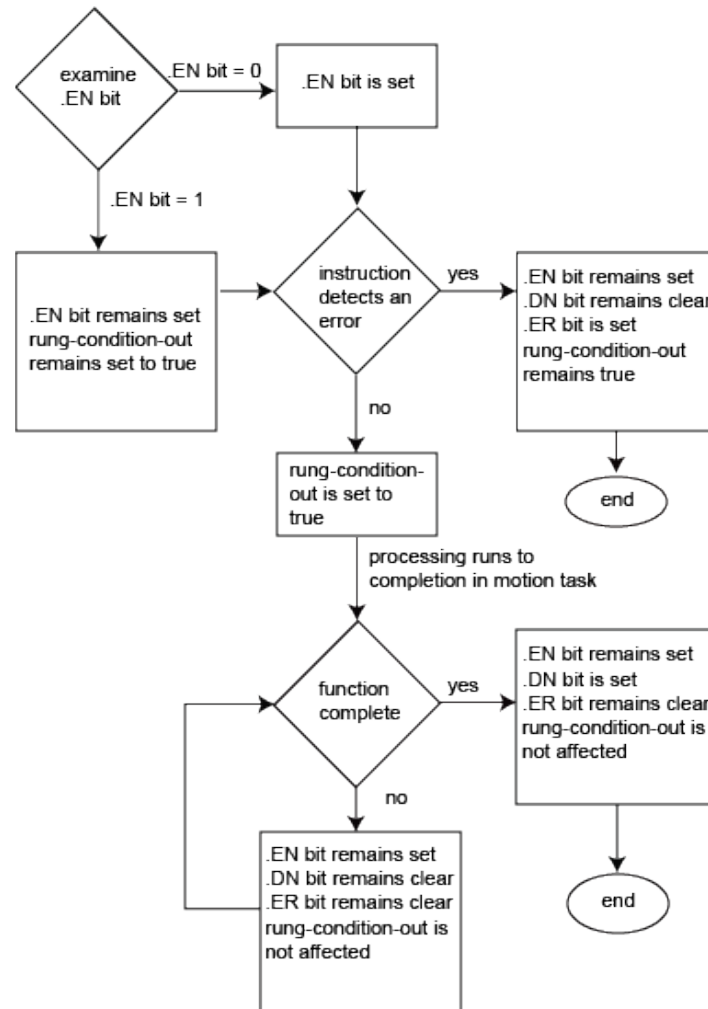 examine
.EN bit
.EN bit = 0
.EN bit is set
.EN bit = 1
.EN bit remains set
rung-condition-out
remains set to true
instruction
detects an
error
yes
.EN bit remains set
.DN bit remains clear
.ER bit is set
rung-condition-out
remains true
end
no
rung-condition-
out is set to
true
processing runs to
completion in motion task
function
complete
yes
.EN bit remains set
.DN bit is set
.ER bit remains clear
rung-condition-out is
not affected
end
no
.EN bit remains set
.DN bit remains clear
.ER bit remains clear
rung-condition-out is
not affected